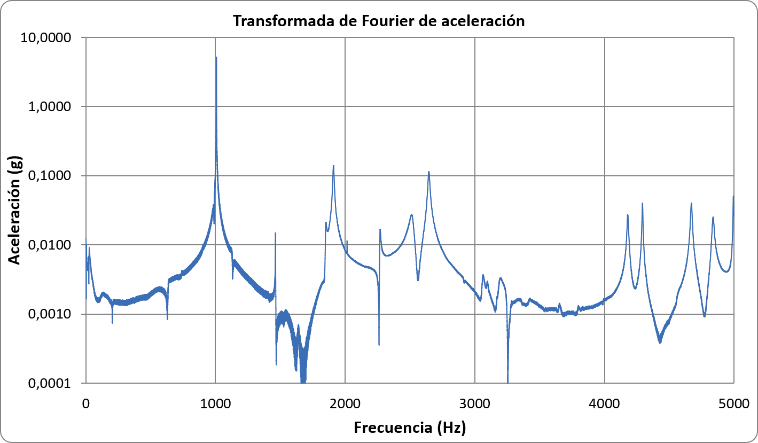 Transformada de Fourier de aceleración
10,0000
1,0000
0,1000
0,0100
0,0010
0,0001
Aceleración (g)
0 1000 2000 3000 4000 5000
Frecuencia (Hz)